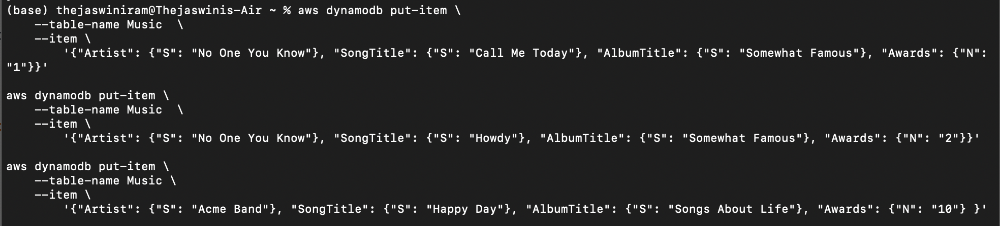 (base) thejaswiniram@Thejaswinis-Air ~ % aws dynamodb put-item \
    --table-name Music  \
    --item \
        '{"Artist": {"S": "No One You Know"}, "SongTitle": {"S": "Call Me Today"}, "AlbumTitle": {"S": "Somewhat Famous"}, "Awards": {"N":
"1"}}'

aws dynamodb put-item \
    --table-name Music  \
    --item \
        '{"Artist": {"S": "No One You Know"}, "SongTitle": {"S": "Howdy"}, "AlbumTitle": {"S": "Somewhat Famous"}, "Awards": {"N": "2"}}'

aws dynamodb put-item \
    --table-name Music \
    --item \
        '{"Artist": {"S": "Acme Band"}, "SongTitle": {"S": "Happy Day"}, "AlbumTitle": {"S": "Songs About Life"}, "Awards": {"N": "10"} }'